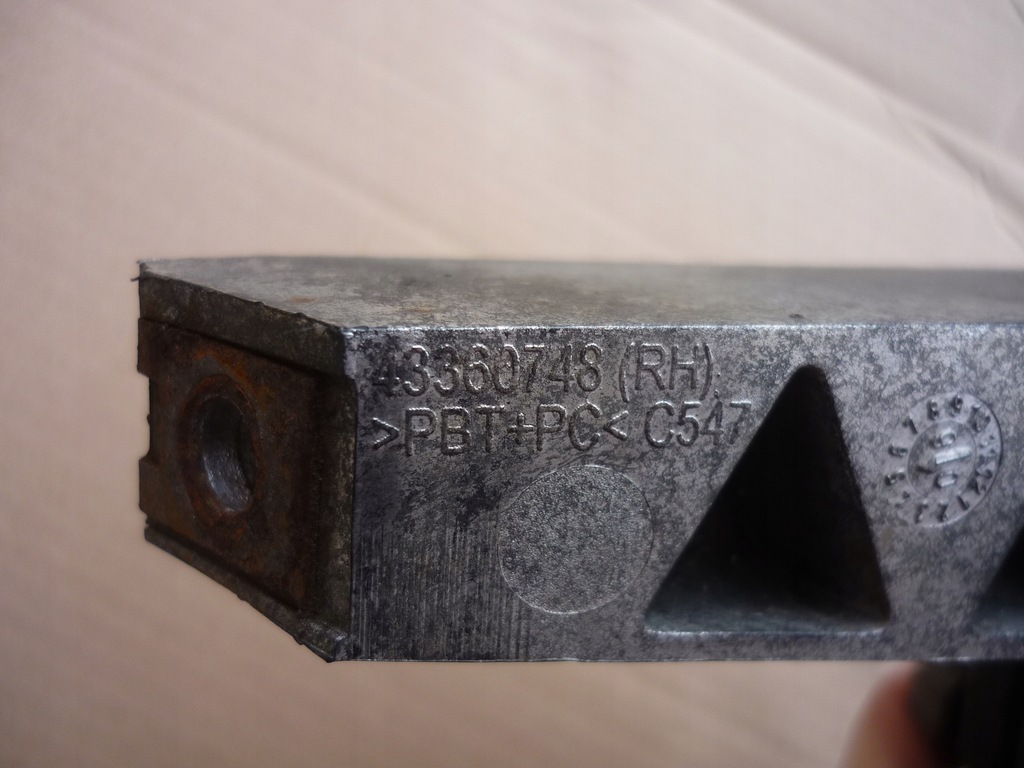 43360748 (RH)
>PBT+PC< C547